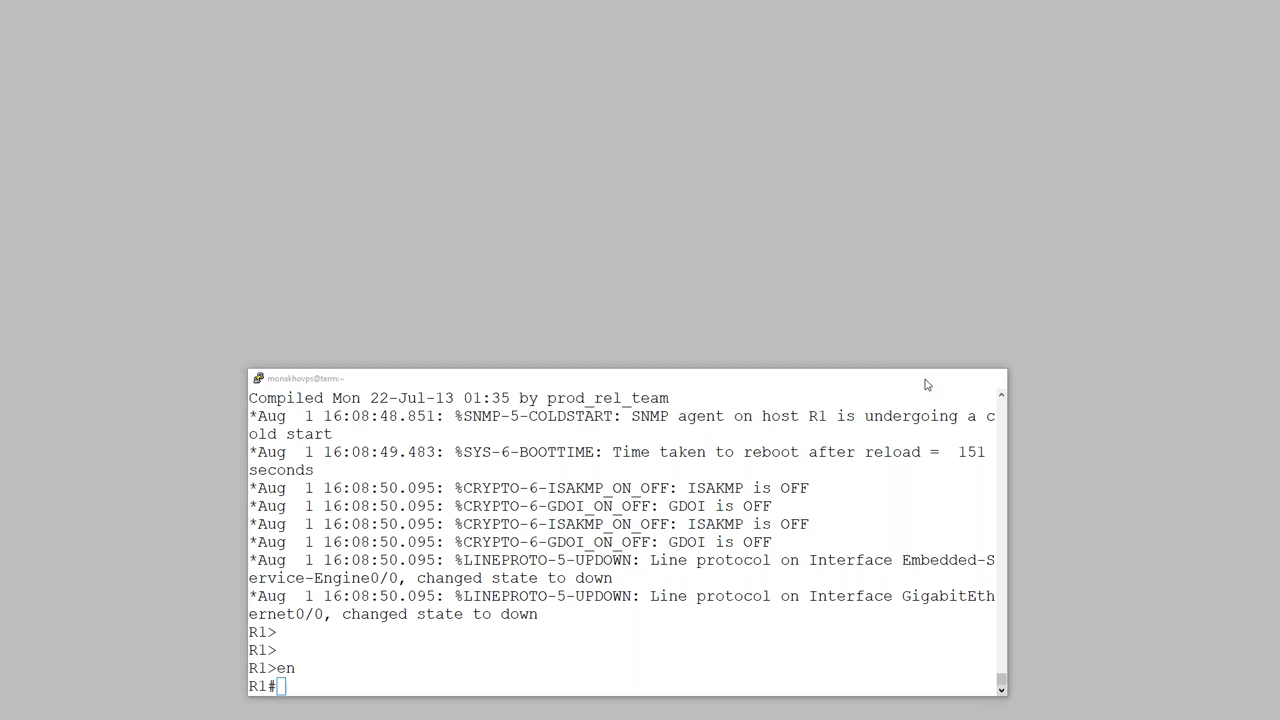 monakhovps@term:~
Compiled Mon 22-Jul-13 01:35 by prod_rel_team
*Aug  1 16:08:48.851: %SNMP-5-COLDSTART: SNMP agent on host R1 is undergoing a c
old start
*Aug  1 16:08:49.483: %SYS-6-BOOTTIME: Time taken to reboot after reload =  151
seconds
*Aug  1 16:08:50.095: %CRYPTO-6-ISAKMP_ON_OFF: ISAKMP is OFF
*Aug  1 16:08:50.095: %CRYPTO-6-GDOI_ON_OFF: GDOI is OFF
*Aug  1 16:08:50.095: %CRYPTO-6-ISAKMP_ON_OFF: ISAKMP is OFF
*Aug  1 16:08:50.095: %CRYPTO-6-GDOI_ON_OFF: GDOI is OFF
*Aug  1 16:08:50.095: %LINEPROTO-5-UPDOWN: Line protocol on Interface Embedded-S
ervice-Engine0/0, changed state to down
*Aug  1 16:08:50.095: %LINEPROTO-5-UPDOWN: Line protocol on Interface GigabitEth
ernet0/0, changed state to down
R1>
R1>
R1>en
R1#